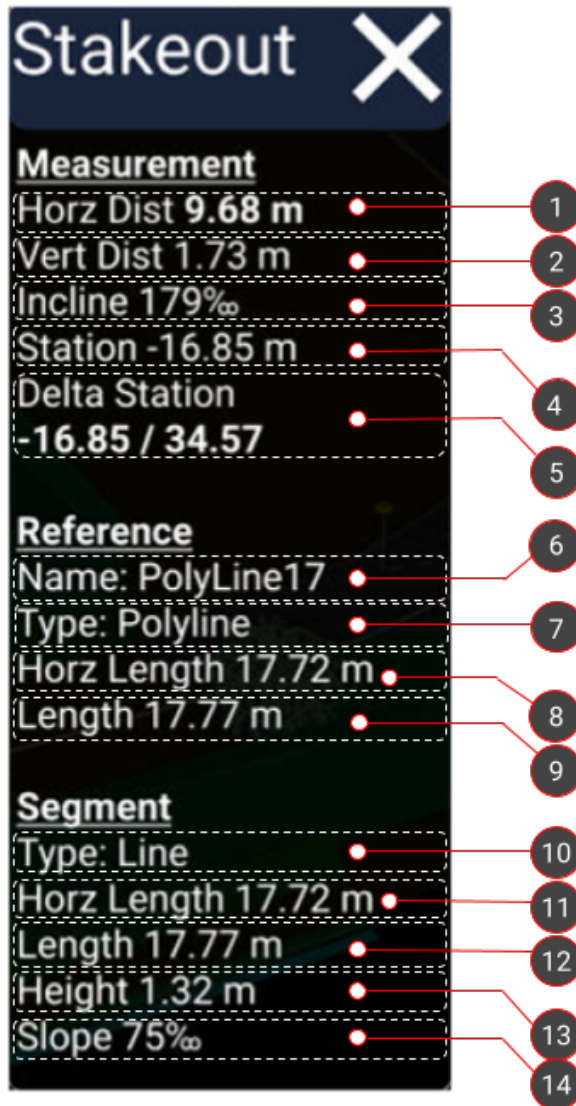 Stakeout
Measurement
Horz Dist 9.68 m
1
Vert Dist 1.73 m
2
Incline 179‰
3
Station -16.85 m
4
Delta Station
-16.85 / 34.57
5
Reference
6
Name: PolyLine17
Type: Polyline
7
Horz Length 17.72 m
8
Length 17.77 m
9
Segment
Type: Line
10
Horz Length 17.72 m
11
Length 17.77 m
12
Height 1.32 m
13
Slope 75‰
14